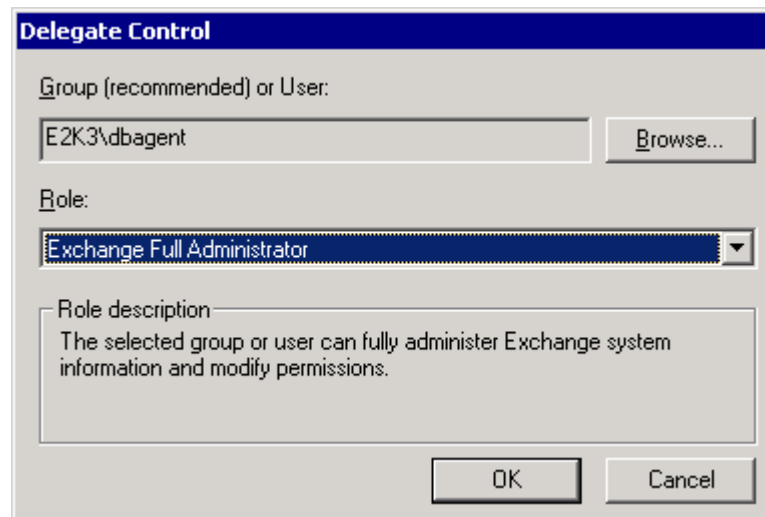 Delegate Control
Group (recommended) or User:
E2K3\dbagent
Browse...
Role:
Exchange Full Administrator
Role description
The selected group or user can fully administer Exchange system
information and modify permissions.
OK
Cancel